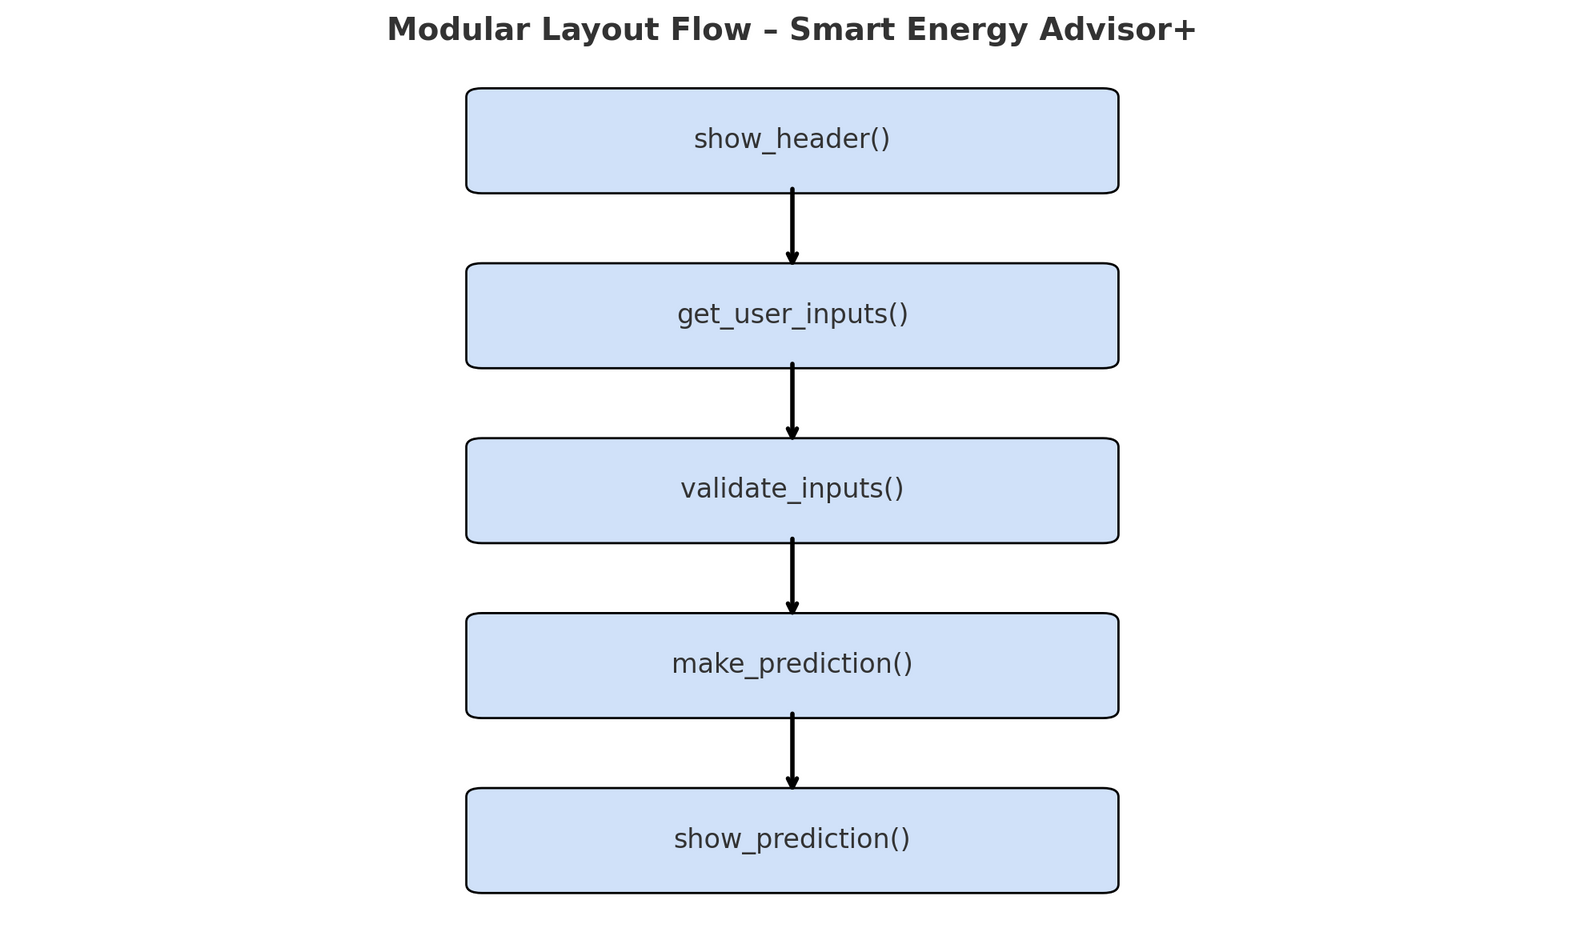 Modular Layout Flow – Smart Energy Advisor+
show_header()
get_user_inputs()
validate_inputs()
make_prediction()
show_prediction()